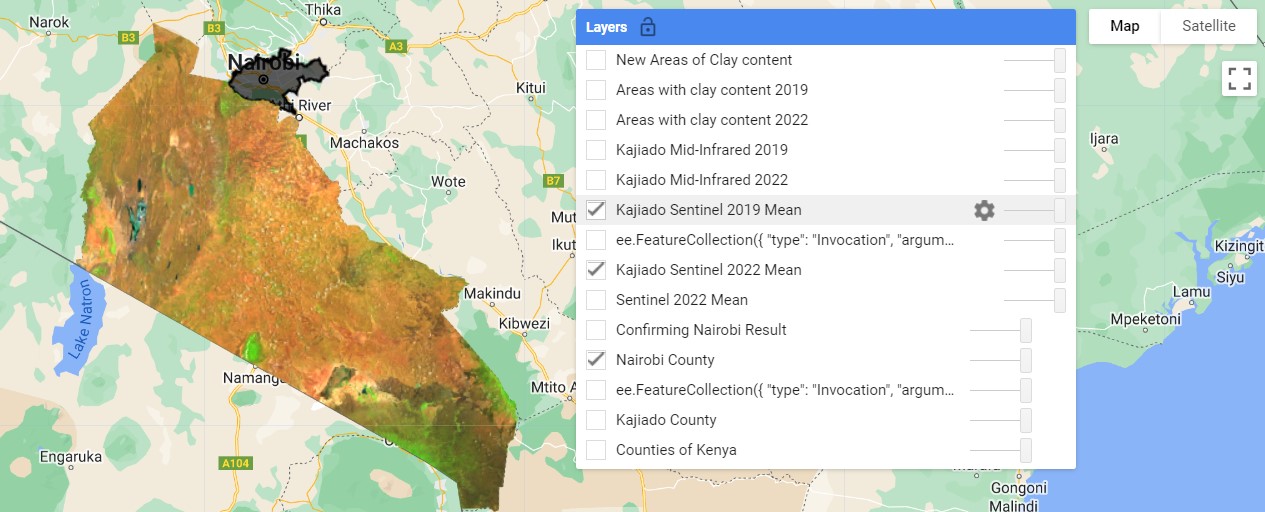 Narok
Thika
B3
B3
A3
Nairobi
River
Kitui
Machakos
Wote
B7
Mut
Ikut
Lake Natron
Makindu
Kibwezi
Namanga
Mtito A
Engaruka
A104
Layers
New Areas of Clay content
Areas with clay content 2019
Areas with clay content 2022
Kajiado Mid-Infrared 2019
Kajiado Mid-Infrared 2022
Kajiado Sentinel 2019 Mean
ee.FeatureCollection({ "type": "Invocation", "argum...
Kajiado Sentinel 2022 Mean
Sentinel 2022 Mean
Confirming Nairobi Result
Nairobi County
ee.FeatureCollection({ "type": "Invocation", "argum...
Kajiado County
Counties of Kenya
Map
Satellite
Ijara
Kizingit
Siyu
Lamu
Mpeketoni
Gongoni
Malindi